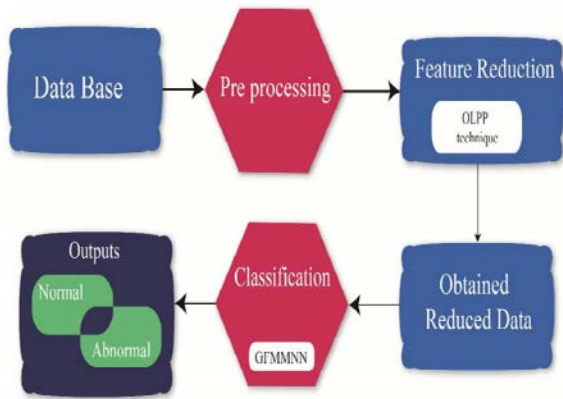 Data Base
Pre processing
Feature Reduction
OLPP
technique
Obtained
Reduced Data
Classification
GFMMNN
Outputs
Normal
Abnormal